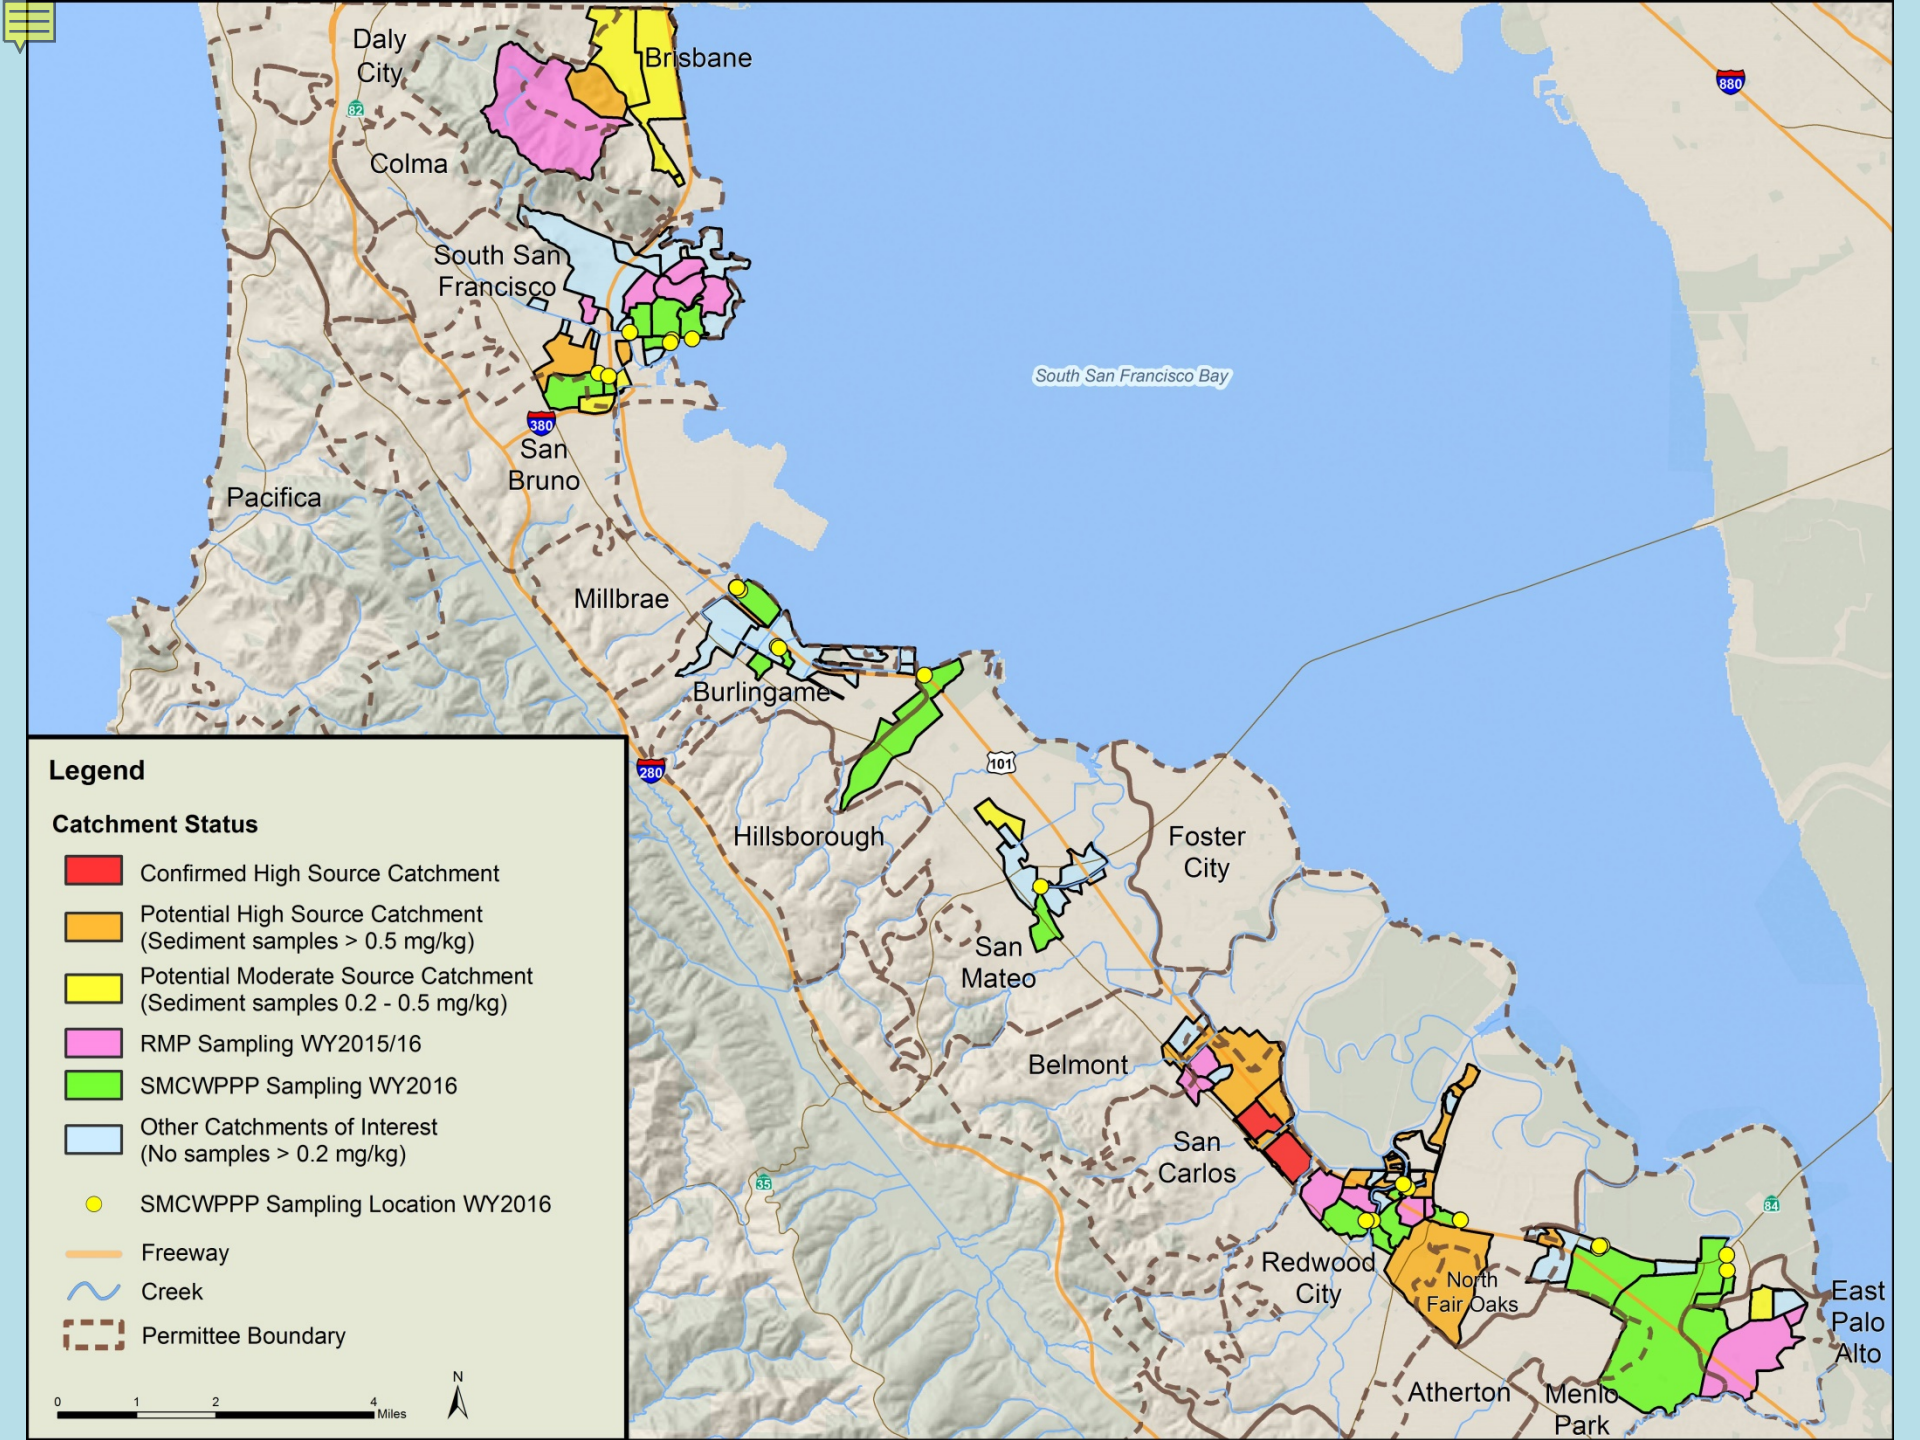 Daly
City
Brisbane
82
880
Colma
South San
Francisco
South San Francisco Bay
380
San
Bruno
Pacifica
Millbrae
Burlingame
280
101
Hillsborough
Foster
City
San
Mateo
Belmont
San
Carlos
35
84
Redwood
City
North
Fair Oaks
East
Palo
Alto
Atherton
Menlo
Park
Legend
Catchment Status
Confirmed High Source Catchment
Potential High Source Catchment
(Sediment samples > 0.5 mg/kg)
Potential Moderate Source Catchment
(Sediment samples 0.2 - 0.5 mg/kg)
RMP Sampling WY2015/16
SMCWPPP Sampling WY2016
Other Catchments of Interest
(No samples > 0.2 mg/kg)
SMCWPPP Sampling Location WY2016
Freeway
Creek
Permittee Boundary
N
0 1 2 4 Miles